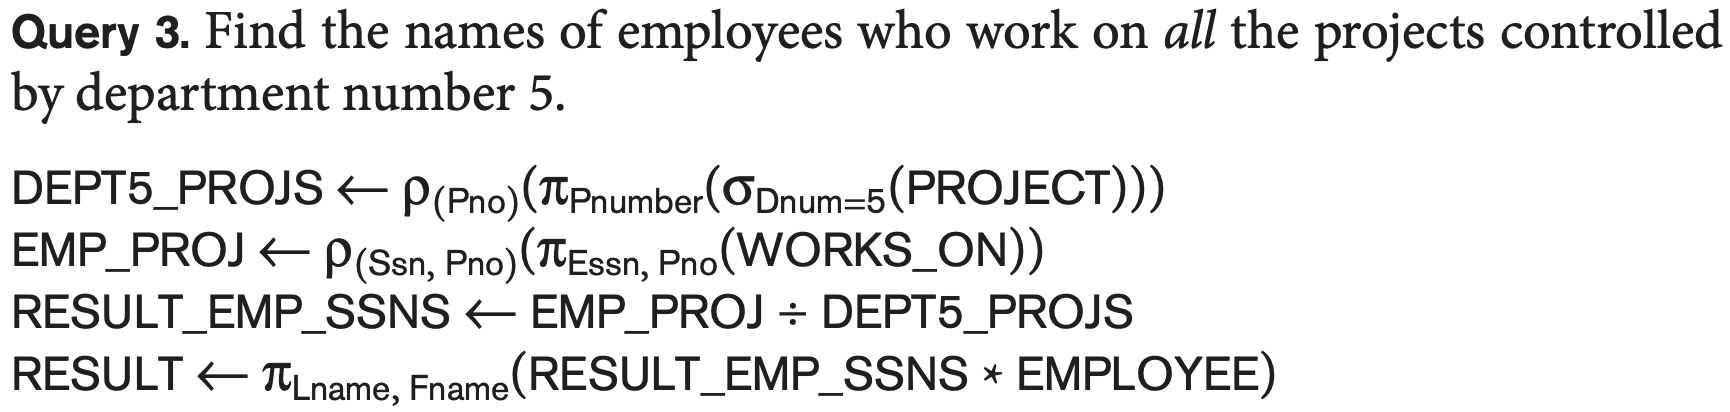 Query 3. Find the names of employees who work on all the projects controlled
by department number 5.
DEPT5_PROJS ← ρ(Pno)(πPnumber(σDnum=5(PROJECT)))
EMP_PROJ ← ρ(Ssn, Pno)(πEssn, Pno(WORKS_ON))
RESULT_EMP_SSNS ← EMP_PROJ ÷ DEPT5_PROJS
RESULT ← πLname, Fname(RESULT_EMP_SSNS * EMPLOYEE)